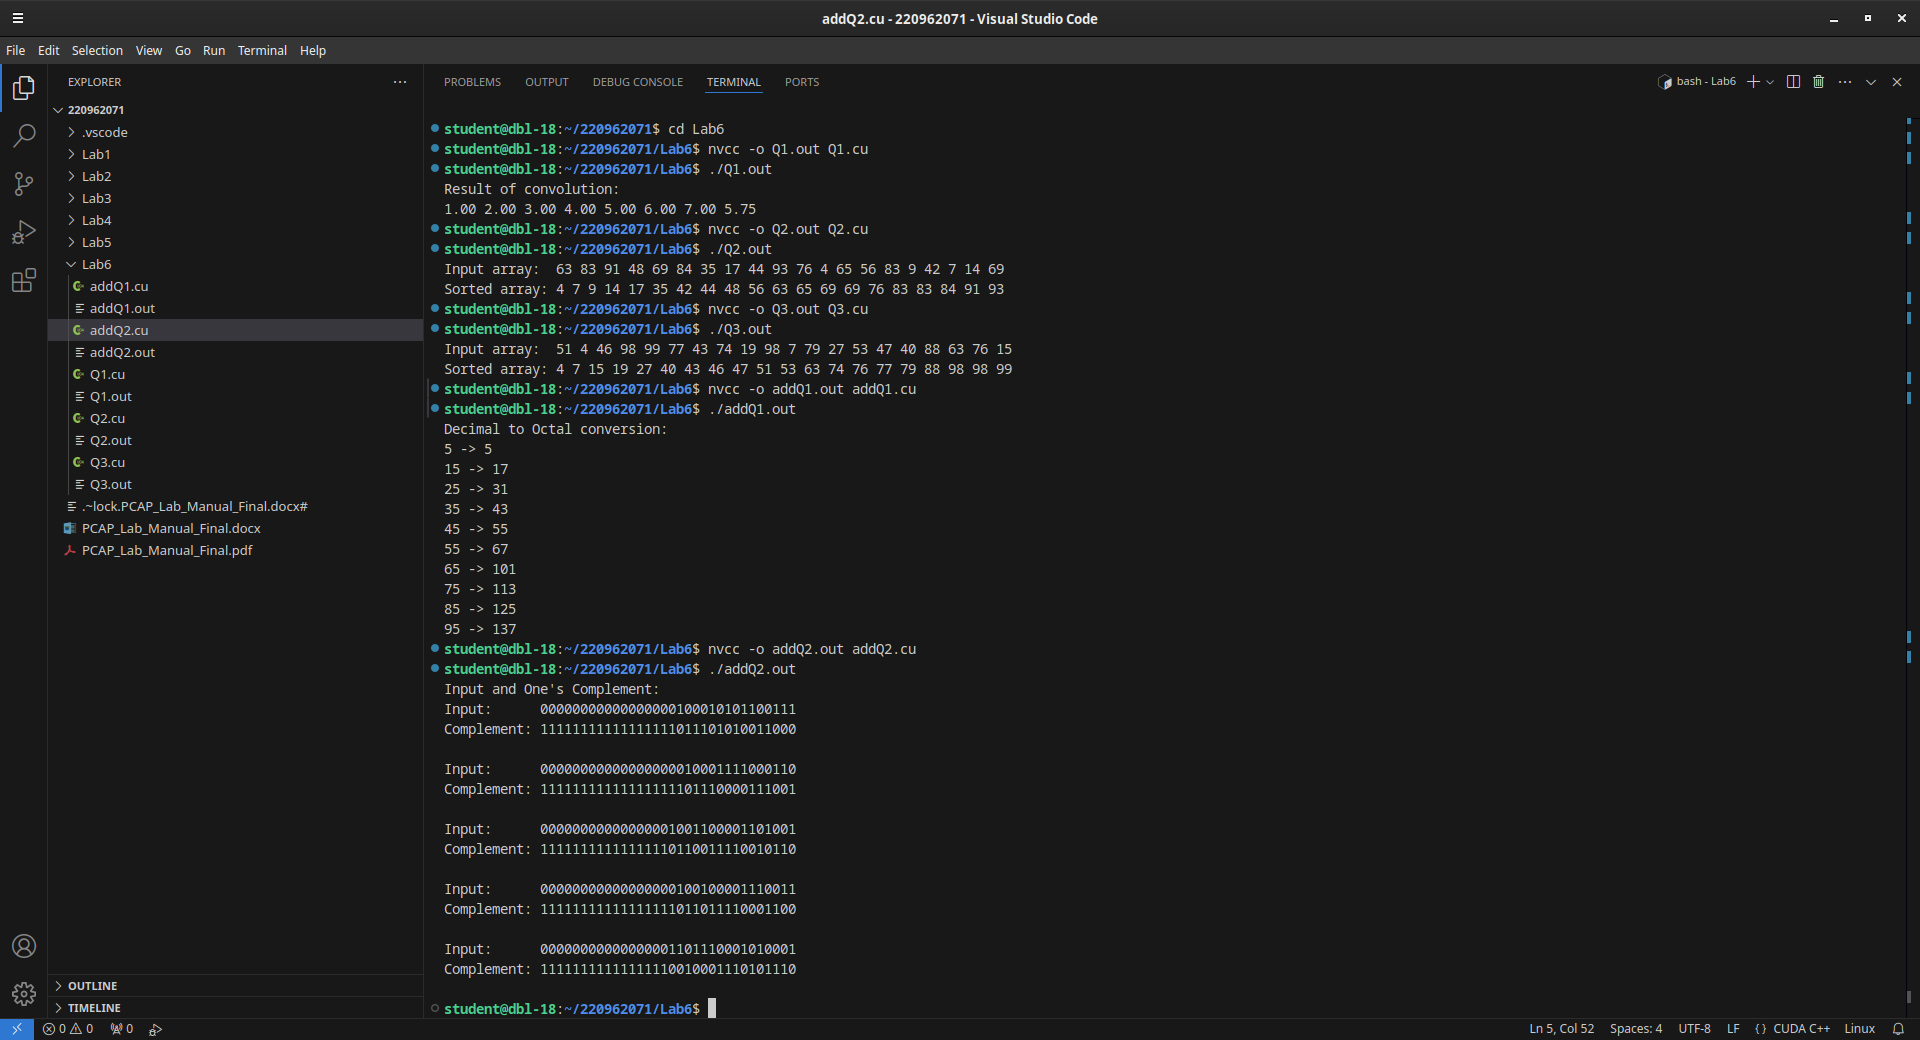 addQ2.cu - 220962071 - Visual Studio Code
File Edit Selection View Go Run Terminal Help
EXPLORER
220962071
.vscode
Lab1
Lab2
Lab3
Lab4
Lab5
Lab6
addQ1.cu
addQ1.out
addQ2.cu
addQ2.out
Q1.cu
Q1.out
Q2.cu
Q2.out
Q3.cu
Q3.out
.~lock.PCAP_Lab_Manual_Final.docx#
PCAP_Lab_Manual_Final.docx
PCAP_Lab_Manual_Final.pdf
OUTLINE
TIMELINE
PROBLEMS OUTPUT DEBUG CONSOLE TERMINAL PORTS
bash - Lab6
student@dbl-18:~/220962071$ cd Lab6
student@dbl-18:~/220962071/Lab6$ nvcc -o Q1.out Q1.cu
student@dbl-18:~/220962071/Lab6$ ./Q1.out
Result of convolution:
1.00 2.00 3.00 4.00 5.00 6.00 7.00 5.75
student@dbl-18:~/220962071/Lab6$ nvcc -o Q2.out Q2.cu
student@dbl-18:~/220962071/Lab6$ ./Q2.out
Input array:  63 83 91 48 69 84 35 17 44 93 76 4 65 56 83 9 42 7 14 69
Sorted array: 4 7 9 14 17 35 42 44 48 56 63 65 69 69 76 83 83 84 91 93
student@dbl-18:~/220962071/Lab6$ nvcc -o Q3.out Q3.cu
student@dbl-18:~/220962071/Lab6$ ./Q3.out
Input array:  51 4 46 98 99 77 43 74 19 98 7 79 27 53 47 40 88 63 76 15
Sorted array: 4 7 15 19 27 40 43 46 47 51 53 63 74 76 77 79 88 98 98 99
student@dbl-18:~/220962071/Lab6$ nvcc -o addQ1.out addQ1.cu
student@dbl-18:~/220962071/Lab6$ ./addQ1.out
Decimal to Octal conversion:
5 -> 5
15 -> 17
25 -> 31
35 -> 43
45 -> 55
55 -> 67
65 -> 101
75 -> 113
85 -> 125
95 -> 137
student@dbl-18:~/220962071/Lab6$ nvcc -o addQ2.out addQ2.cu
student@dbl-18:~/220962071/Lab6$ ./addQ2.out
Input and One's Complement:
Input:      00000000000000000100010101100111
Complement: 11111111111111111011101010011000
Input:      00000000000000000010001111000110
Complement: 11111111111111111101110000111001
Input:      00000000000000001001100001101001
Complement: 11111111111111110110011110010110
Input:      00000000000000000100100001110011
Complement: 11111111111111111011011110001100
Input:      00000000000000001101110001010001
Complement: 11111111111111110010001110101110
student@dbl-18:~/220962071/Lab6$
0 0 0 Ln 5, Col 52 Spaces: 4 UTF-8 LF {} CUDA C++ Linux